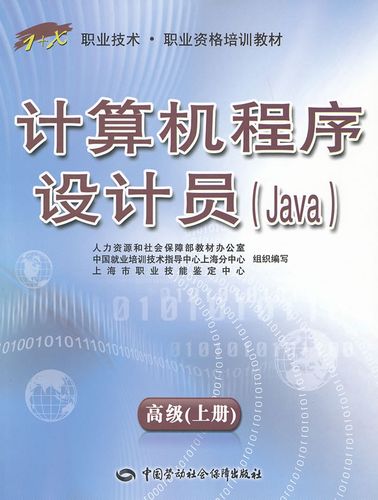 1+X 职业技术·职业资格培训教材
计算机程序
设计员(Java)
人力资源和社会保障部教材办公室
中国就业培训技术指导中心上海分中心 组织编写
上海市职业技能鉴定中心
高级(上册)
中国劳动社会保障出版社